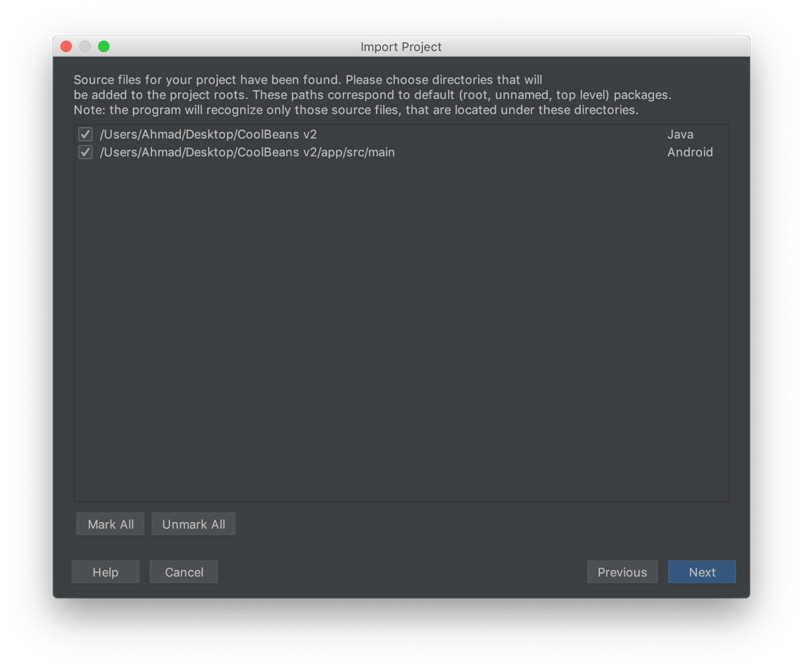 Import Project
Source files for your project have been found. Please choose directories that will
be added to the project roots. These paths correspond to default (root, unnamed, top level) packages.
Note: the program will recognize only those source files, that are located under these directories.
/Users/Ahmad/Desktop/CoolBeans v2 Java
/Users/Ahmad/Desktop/CoolBeans v2/app/src/main Android
Mark All Unmark All
Help Cancel Previous Next